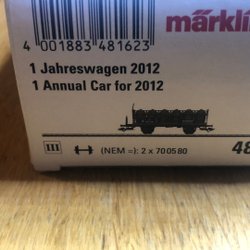 märkli
4 001883 481623
1 Jahreswagen 2012
1 Annual Car for 2012
III (NEM =): 2 x 700580
48